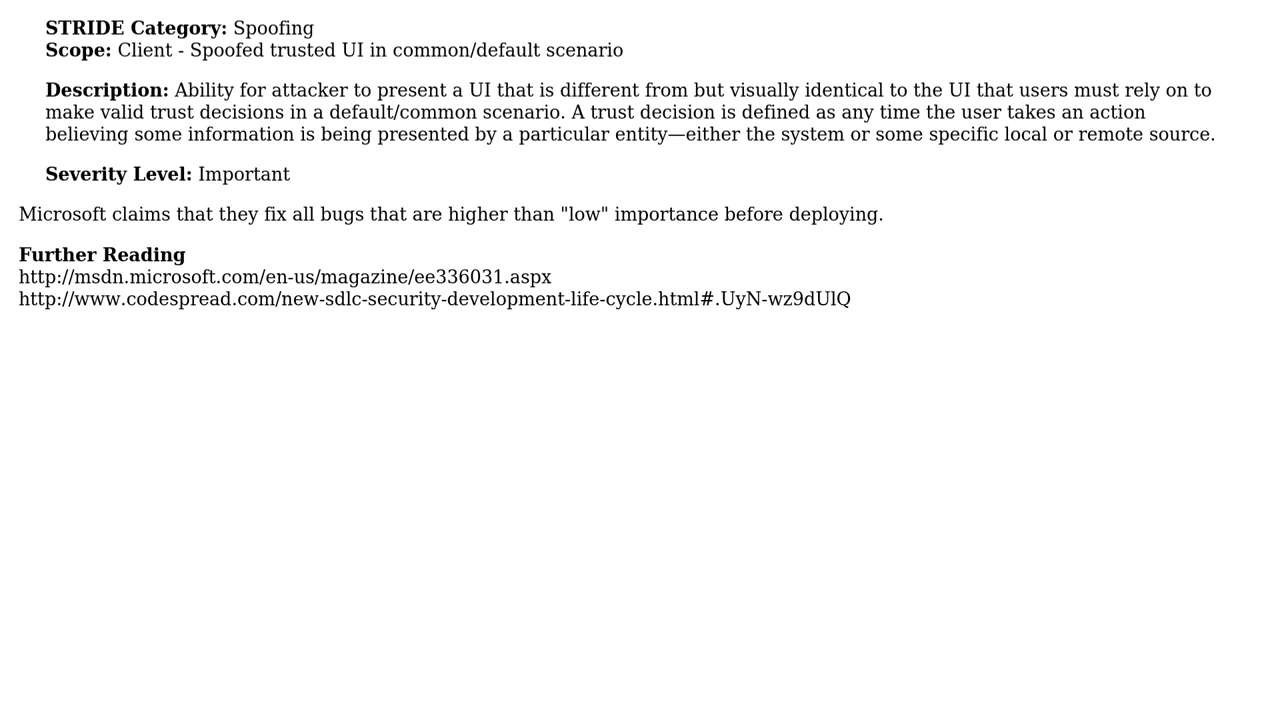 STRIDE Category: Spoofing
Scope: Client - Spoofed trusted UI in common/default scenario
Description: Ability for attacker to present a UI that is different from but visually identical to the UI that users must rely on to
make valid trust decisions in a default/common scenario. A trust decision is defined as any time the user takes an action
believing some information is being presented by a particular entity—either the system or some specific local or remote source.
Severity Level: Important
Microsoft claims that they fix all bugs that are higher than "low" importance before deploying.
Further Reading
http://msdn.microsoft.com/en-us/magazine/ee336031.aspx
http://www.codespread.com/new-sdlc-security-development-life-cycle.html#.UyN-wz9dUlQ